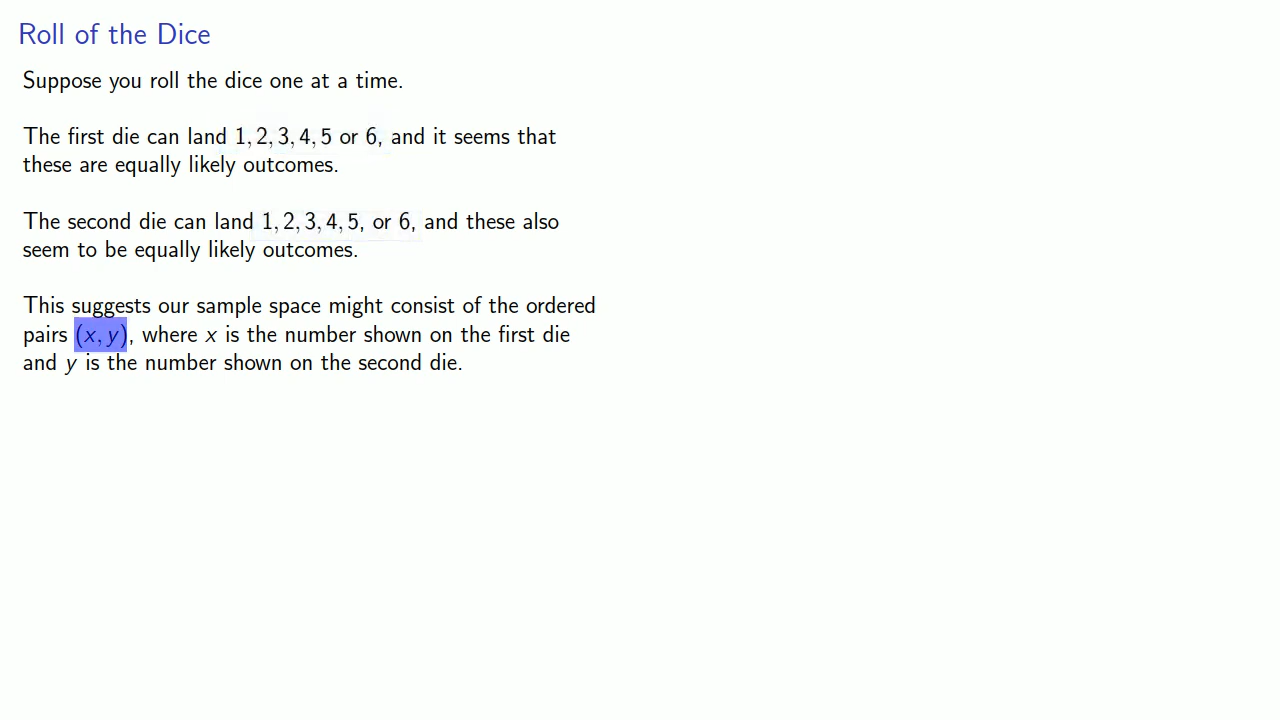 Roll of the Dice
Suppose you roll the dice one at a time.
The first die can land 1, 2, 3, 4, 5 or 6, and it seems that
these are equally likely outcomes.
The second die can land 1, 2, 3, 4, 5, or 6, and these also
seem to be equally likely outcomes.
This suggests our sample space might consist of the ordered
pairs (x, y), where x is the number shown on the first die
and y is the number shown on the second die.